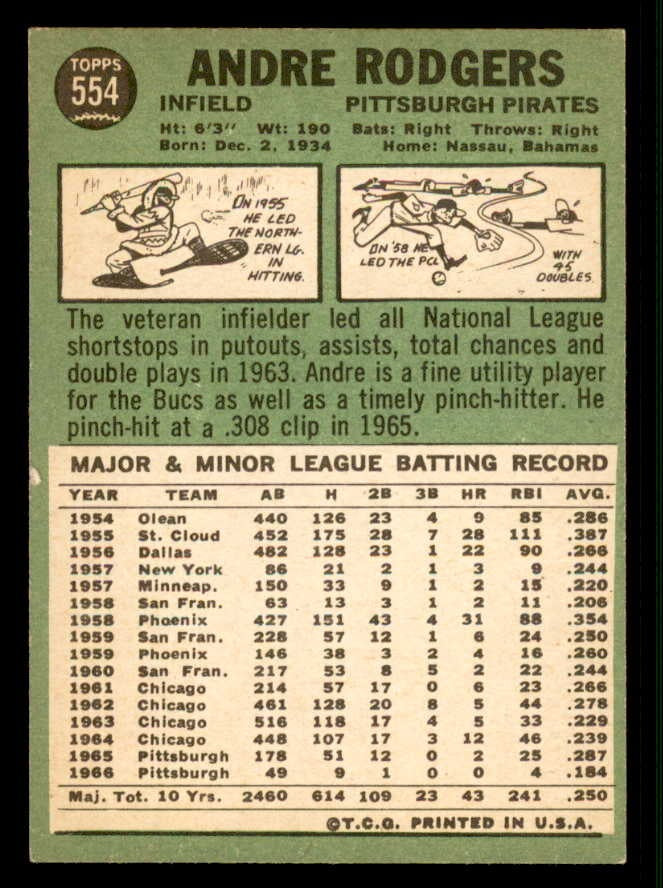 TOPPS
554
ANDRE RODGERS
INFIELD PITTSBURGH PIRATES
Ht: 6'3" Wt: 190 Bats: Right Throws: Right
Born: Dec. 2, 1934 Home: Nassau, Bahamas
IN 1955
HE LED
THE NORTH-
ERN LG.
IN
HITTING.
IN '58 HE
LED THE PCL
WITH
45
DOUBLES
The veteran infielder led all National League
shortstops in putouts, assists, total chances and
double plays in 1963. Andre is a fine utility player
for the Bucs as well as a timely pinch-hitter. He
pinch-hit at a .308 clip in 1965.
MAJOR & MINOR LEAGUE BATTING RECORD
YEAR TEAM AB H 2B 3B HR RBI AVG.
1954 Olean 440 126 23 4 9 85 .286
1955 St. Cloud 452 175 28 7 28 111 .387
1956 Dallas 482 128 23 1 22 90 .266
1957 New York 86 21 2 1 3 9 .244
1957 Minneap. 150 33 9 1 2 15 .220
1958 San Fran. 63 13 3 1 2 11 .206
1958 Phoenix 427 151 43 4 31 88 .354
1959 San Fran. 228 57 12 1 6 24 .250
1959 Phoenix 146 38 3 2 4 16 .260
1960 San Fran. 217 53 8 5 2 22 .244
1961 Chicago 214 57 17 0 6 23 .266
1962 Chicago 461 128 20 8 5 44 .278
1963 Chicago 516 118 17 4 5 33 .229
1964 Chicago 448 107 17 3 12 46 .239
1965 Pittsburgh 178 51 12 0 2 25 .287
1966 Pittsburgh 49 9 1 0 0 4 .184
Maj. Tot. 10 Yrs. 2460 614 109 23 43 241 .250
©T.C.G. PRINTED IN U.S.A.